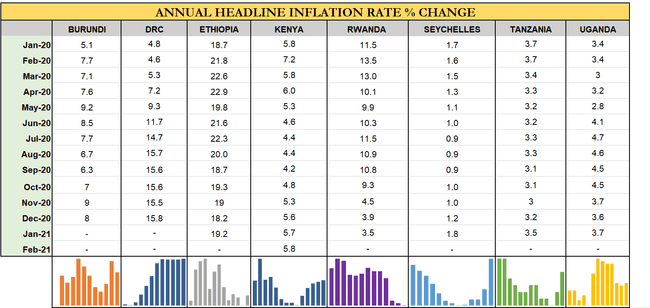 ANNUAL HEADLINE INFLATION RATE % CHANGE
BURUNDI DRC ETHIOPIA KENYA RWANDA SEYCHELLES TANZANIA UGANDA
Jan-20 5.1 4.8 18.7 5.8 11.5 1.7 3.7 3.4
Feb-20 7.7 4.6 21.8 7.2 13.5 1.6 3.7 3.4
Mar-20 7.1 5.3 22.6 5.8 13.0 1.5 3.4 3
Apr-20 7.6 7.2 22.9 6.0 10.1 1.3 3.3 3.2
May-20 9.2 9.3 19.8 5.3 9.9 1.1 3.2 2.8
Jun-20 8.5 11.7 21.6 4.6 10.3 1.0 3.2 4.1
Jul-20 7.7 14.7 22.3 4.4 11.5 0.9 3.3 4.7
Aug-20 6.7 15.7 20.0 4.4 10.9 0.9 3.3 4.6
Sep-20 6.3 15.6 18.7 4.2 10.8 0.9 3.1 4.5
Oct-20 7 15.6 19.3 4.8 9.3 1.0 3.1 4.5
Nov-20 9 15.5 19 5.3 4.5 1.0 3 3.7
Dec-20 8 15.8 18.2 5.6 3.9 1.2 3.2 3.6
Jan-21 - - 19.2 5.7 3.5 1.8 3.5 3.7
Feb-21 - - - 5.8 - - - -